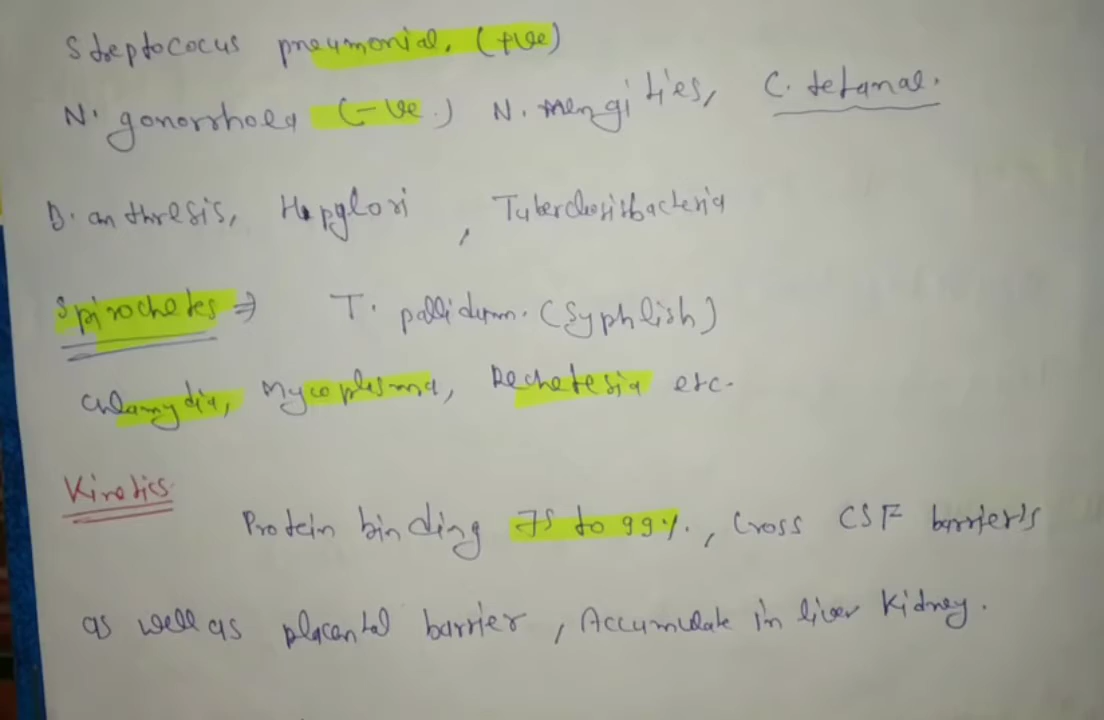 Streptococus pneumonial. (+ve)
N. gonorrhoea (-ve.) N. mengities, C. tetanae.
B. anthresis, H. pylori, Tuberclosisbacteria
Spirochetes ⇒ T. pallidum. (Syphlish)
Chlamydia, Mycoplasma, Rechetesia etc.
Kinetics
Protein binding 75 to 99%., Cross CSF barrier's
as well as placental barrier, Accumulate in liver Kidney.